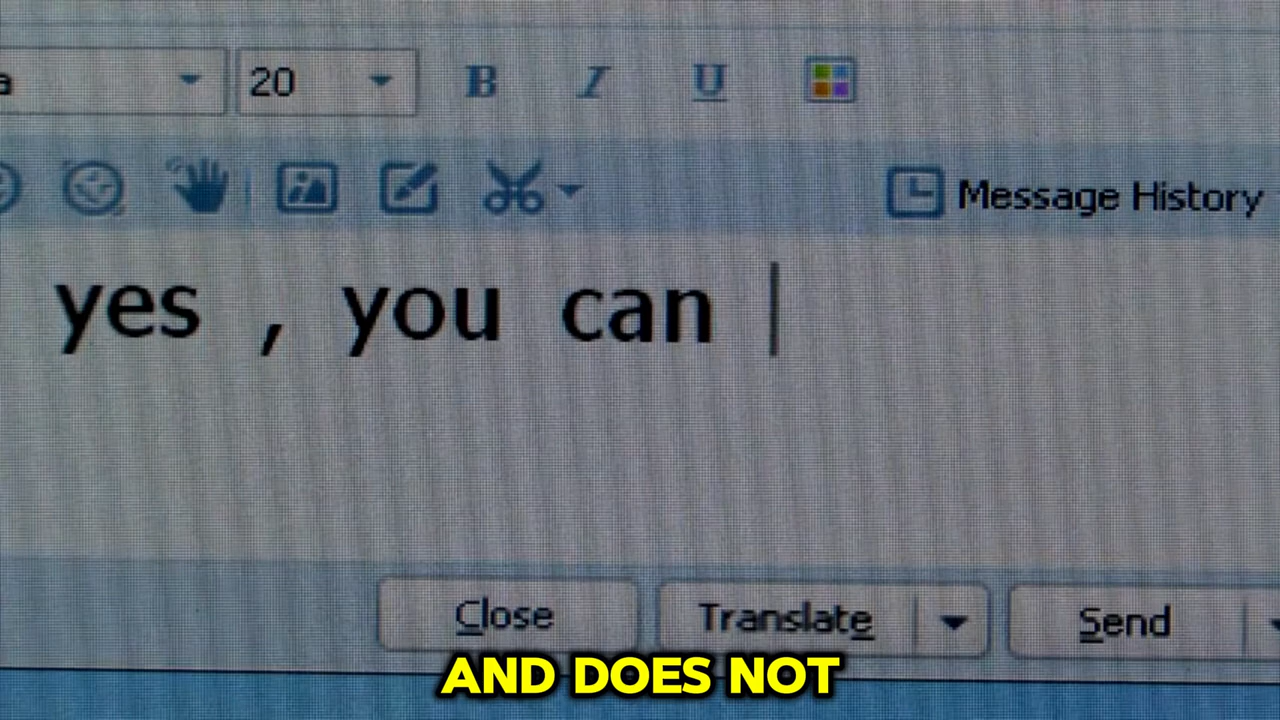 a 20 B I U
Message History
yes , you can
Close Translate Send
AND DOES NOT